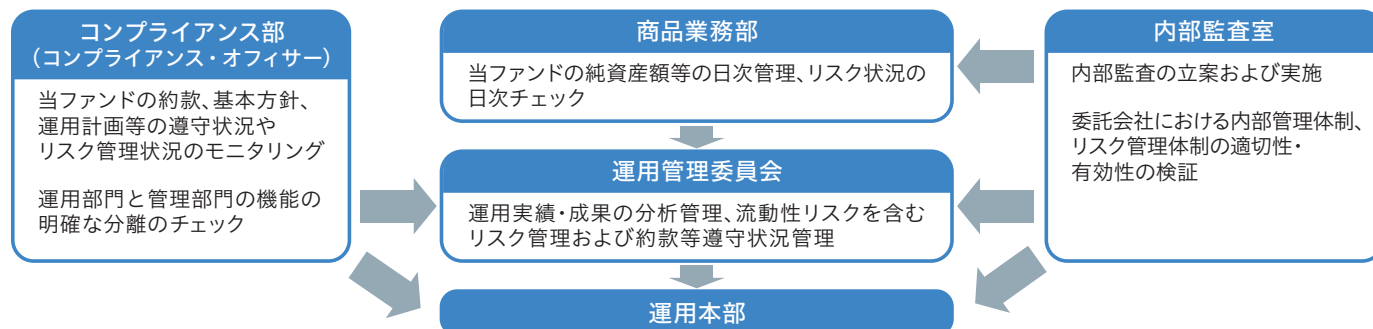 コンプライアンス部
（コンプライアンス・オフィサー）
当ファンドの約款、基本方針、
運用計画等の遵守状況や
リスク管理状況のモニタリング
運用部門と管理部門の機能の
明確な分離のチェック
商品業務部
当ファンドの純資産額等の日次管理、リスク状況の
日次チェック
運用管理委員会
運用実績・成果の分析管理、流動性リスクを含む
リスク管理および約款等遵守状況管理
運用本部
内部監査室
内部監査の立案および実施
委託会社における内部管理体制、
リスク管理体制の適切性・
有効性の検証